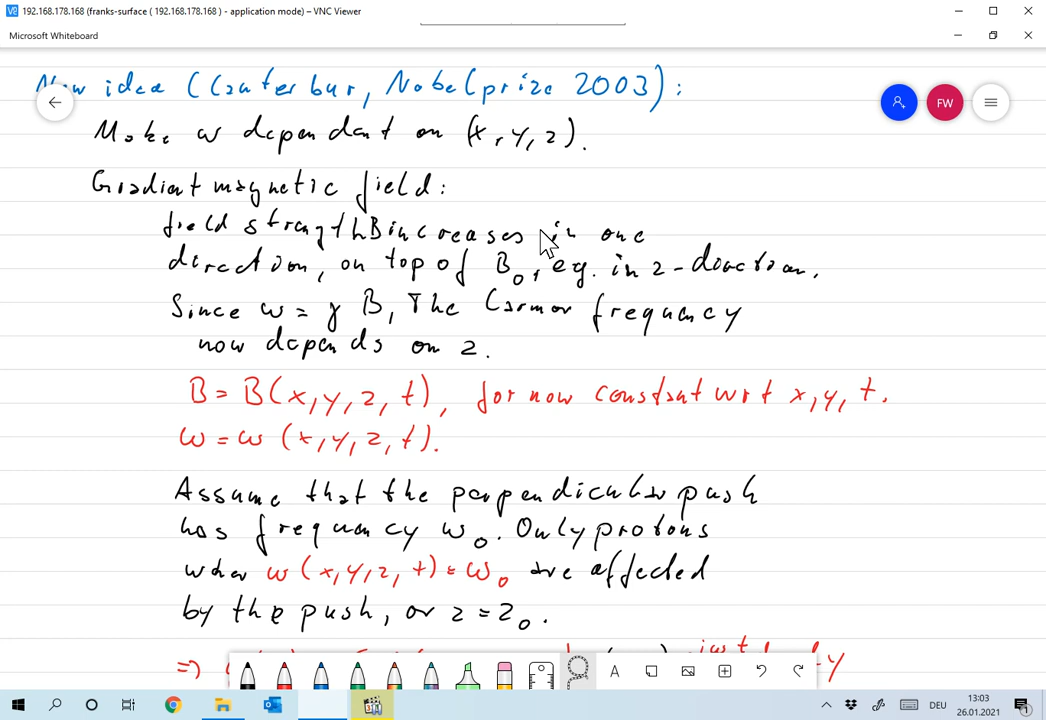 192.168.178.168 (franks-surface ( 192.168.178.168 ) - application mode) – VNC Viewer
Microsoft Whiteboard
New idea (Lauterbur, Nobelprize 2003):
FW
Make ω dependent on (x, y, z).
Gradient magnetic field:
field strength B increases in one
direction, on top of B₀, eg. in z-direction.
Since ω = γ B, The Larmor frequency
now depends on z.
B = B(x, y, z, t), for now constant wrt x, y, t.
ω = ω (x, y, z, t).
Assume that the perpendicular push
has frequency ω₀. Only protons
when ω (x, y, z, t) = ω₀ are affected
by the push, or z = z₀.
⇒
A
DEU
13:03
26.01.2021